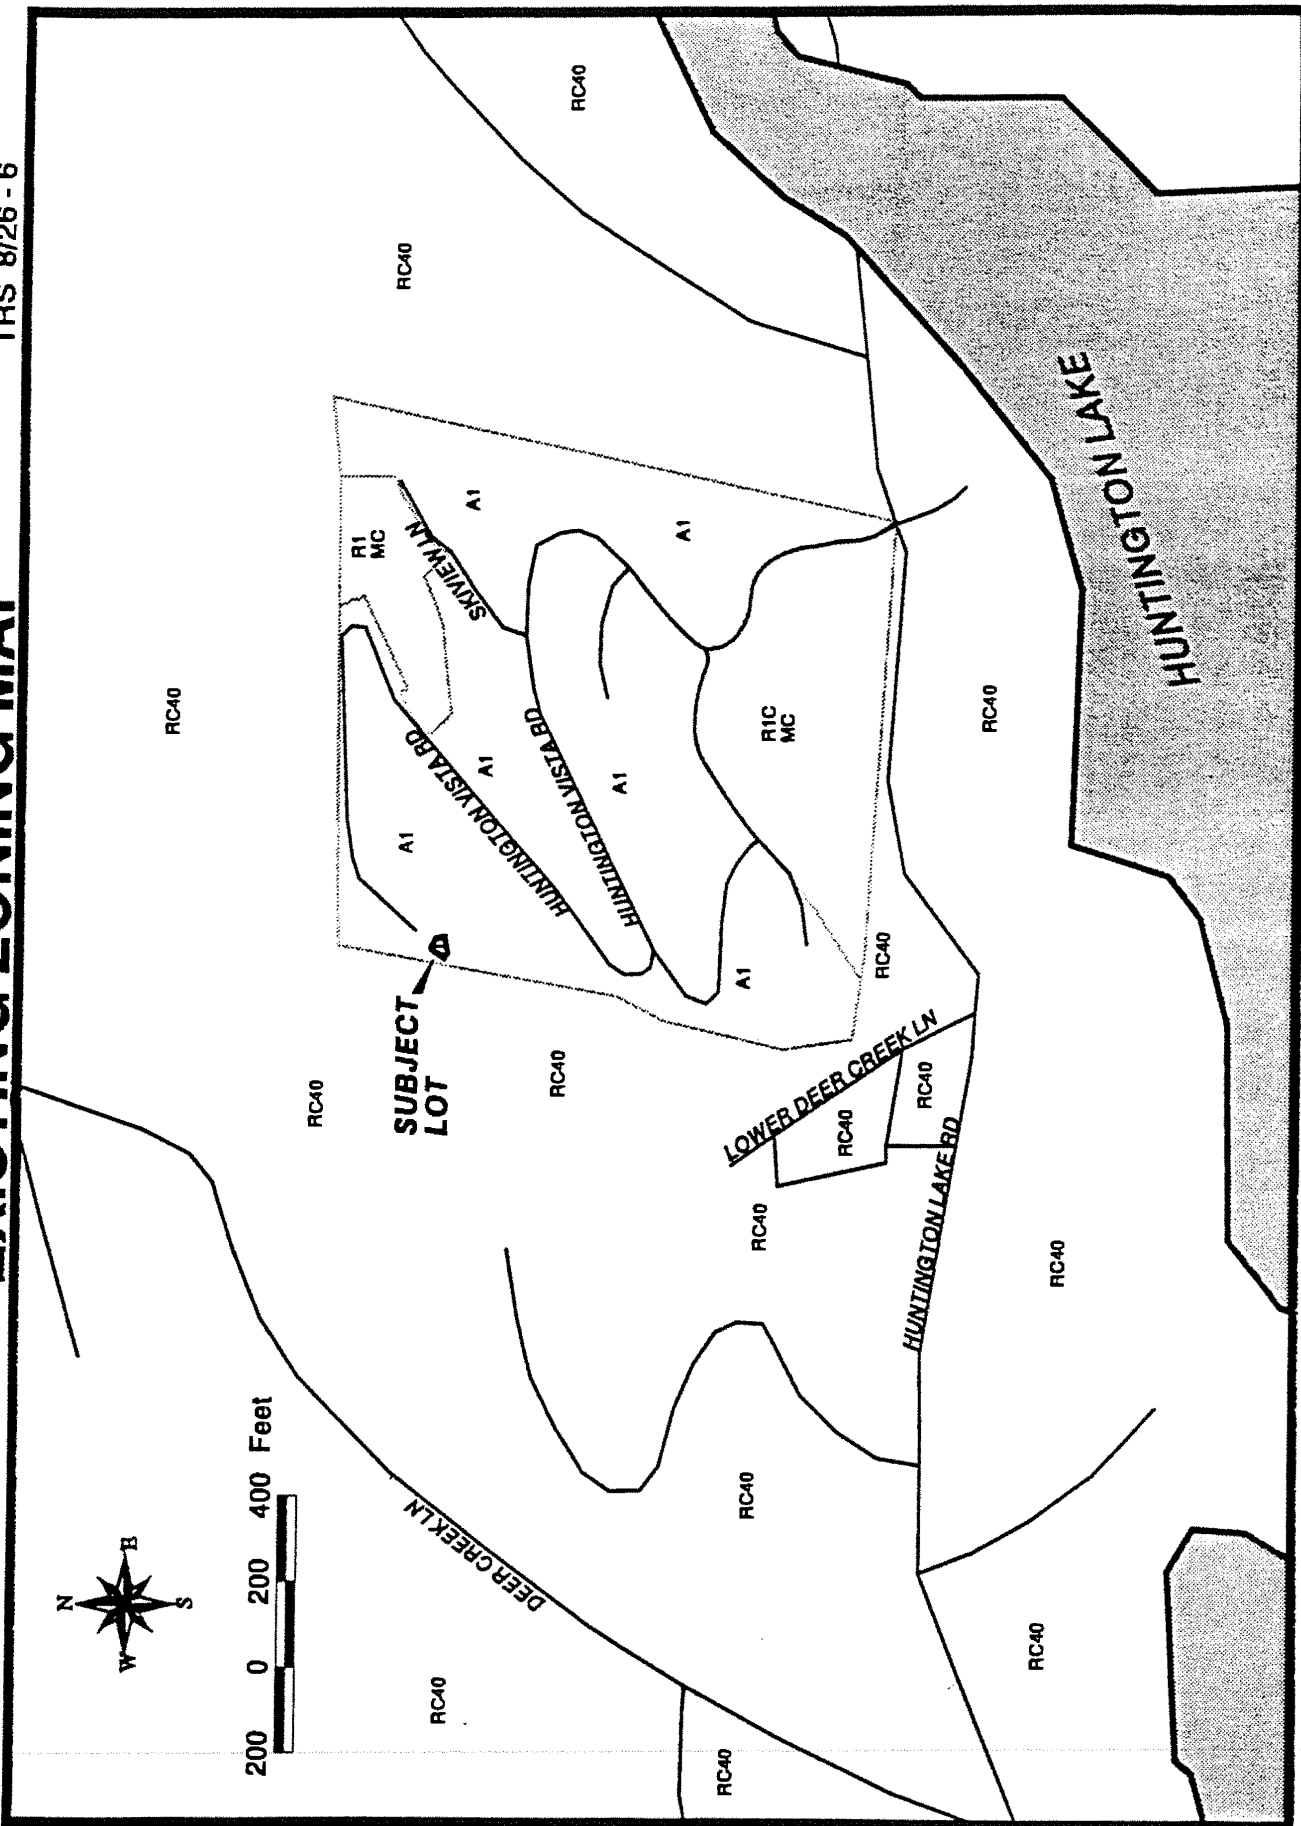 EXISTING ZONING MAP
TRS 8/26 - 6
N
W
E
S
RC40
200 0 200 400 Feet
RC40
R1
MC
RC40
SUBJECT
LOT
A1
RC40
DEER CREEK LN
SKIVIEW LN
A1
A1
HUNTINGTON VISTA RD
HUNTINGTON VISTA RD
RC40
RC40
A1
A1
RC40
RC40
RC40
A1
R1C
MC
LOWER DEER CREEK LN
RC40
RC40
RC40
HUNTINGTON LAKE RD
RC40
RC40
RC40
HUNTINGTON LAKE